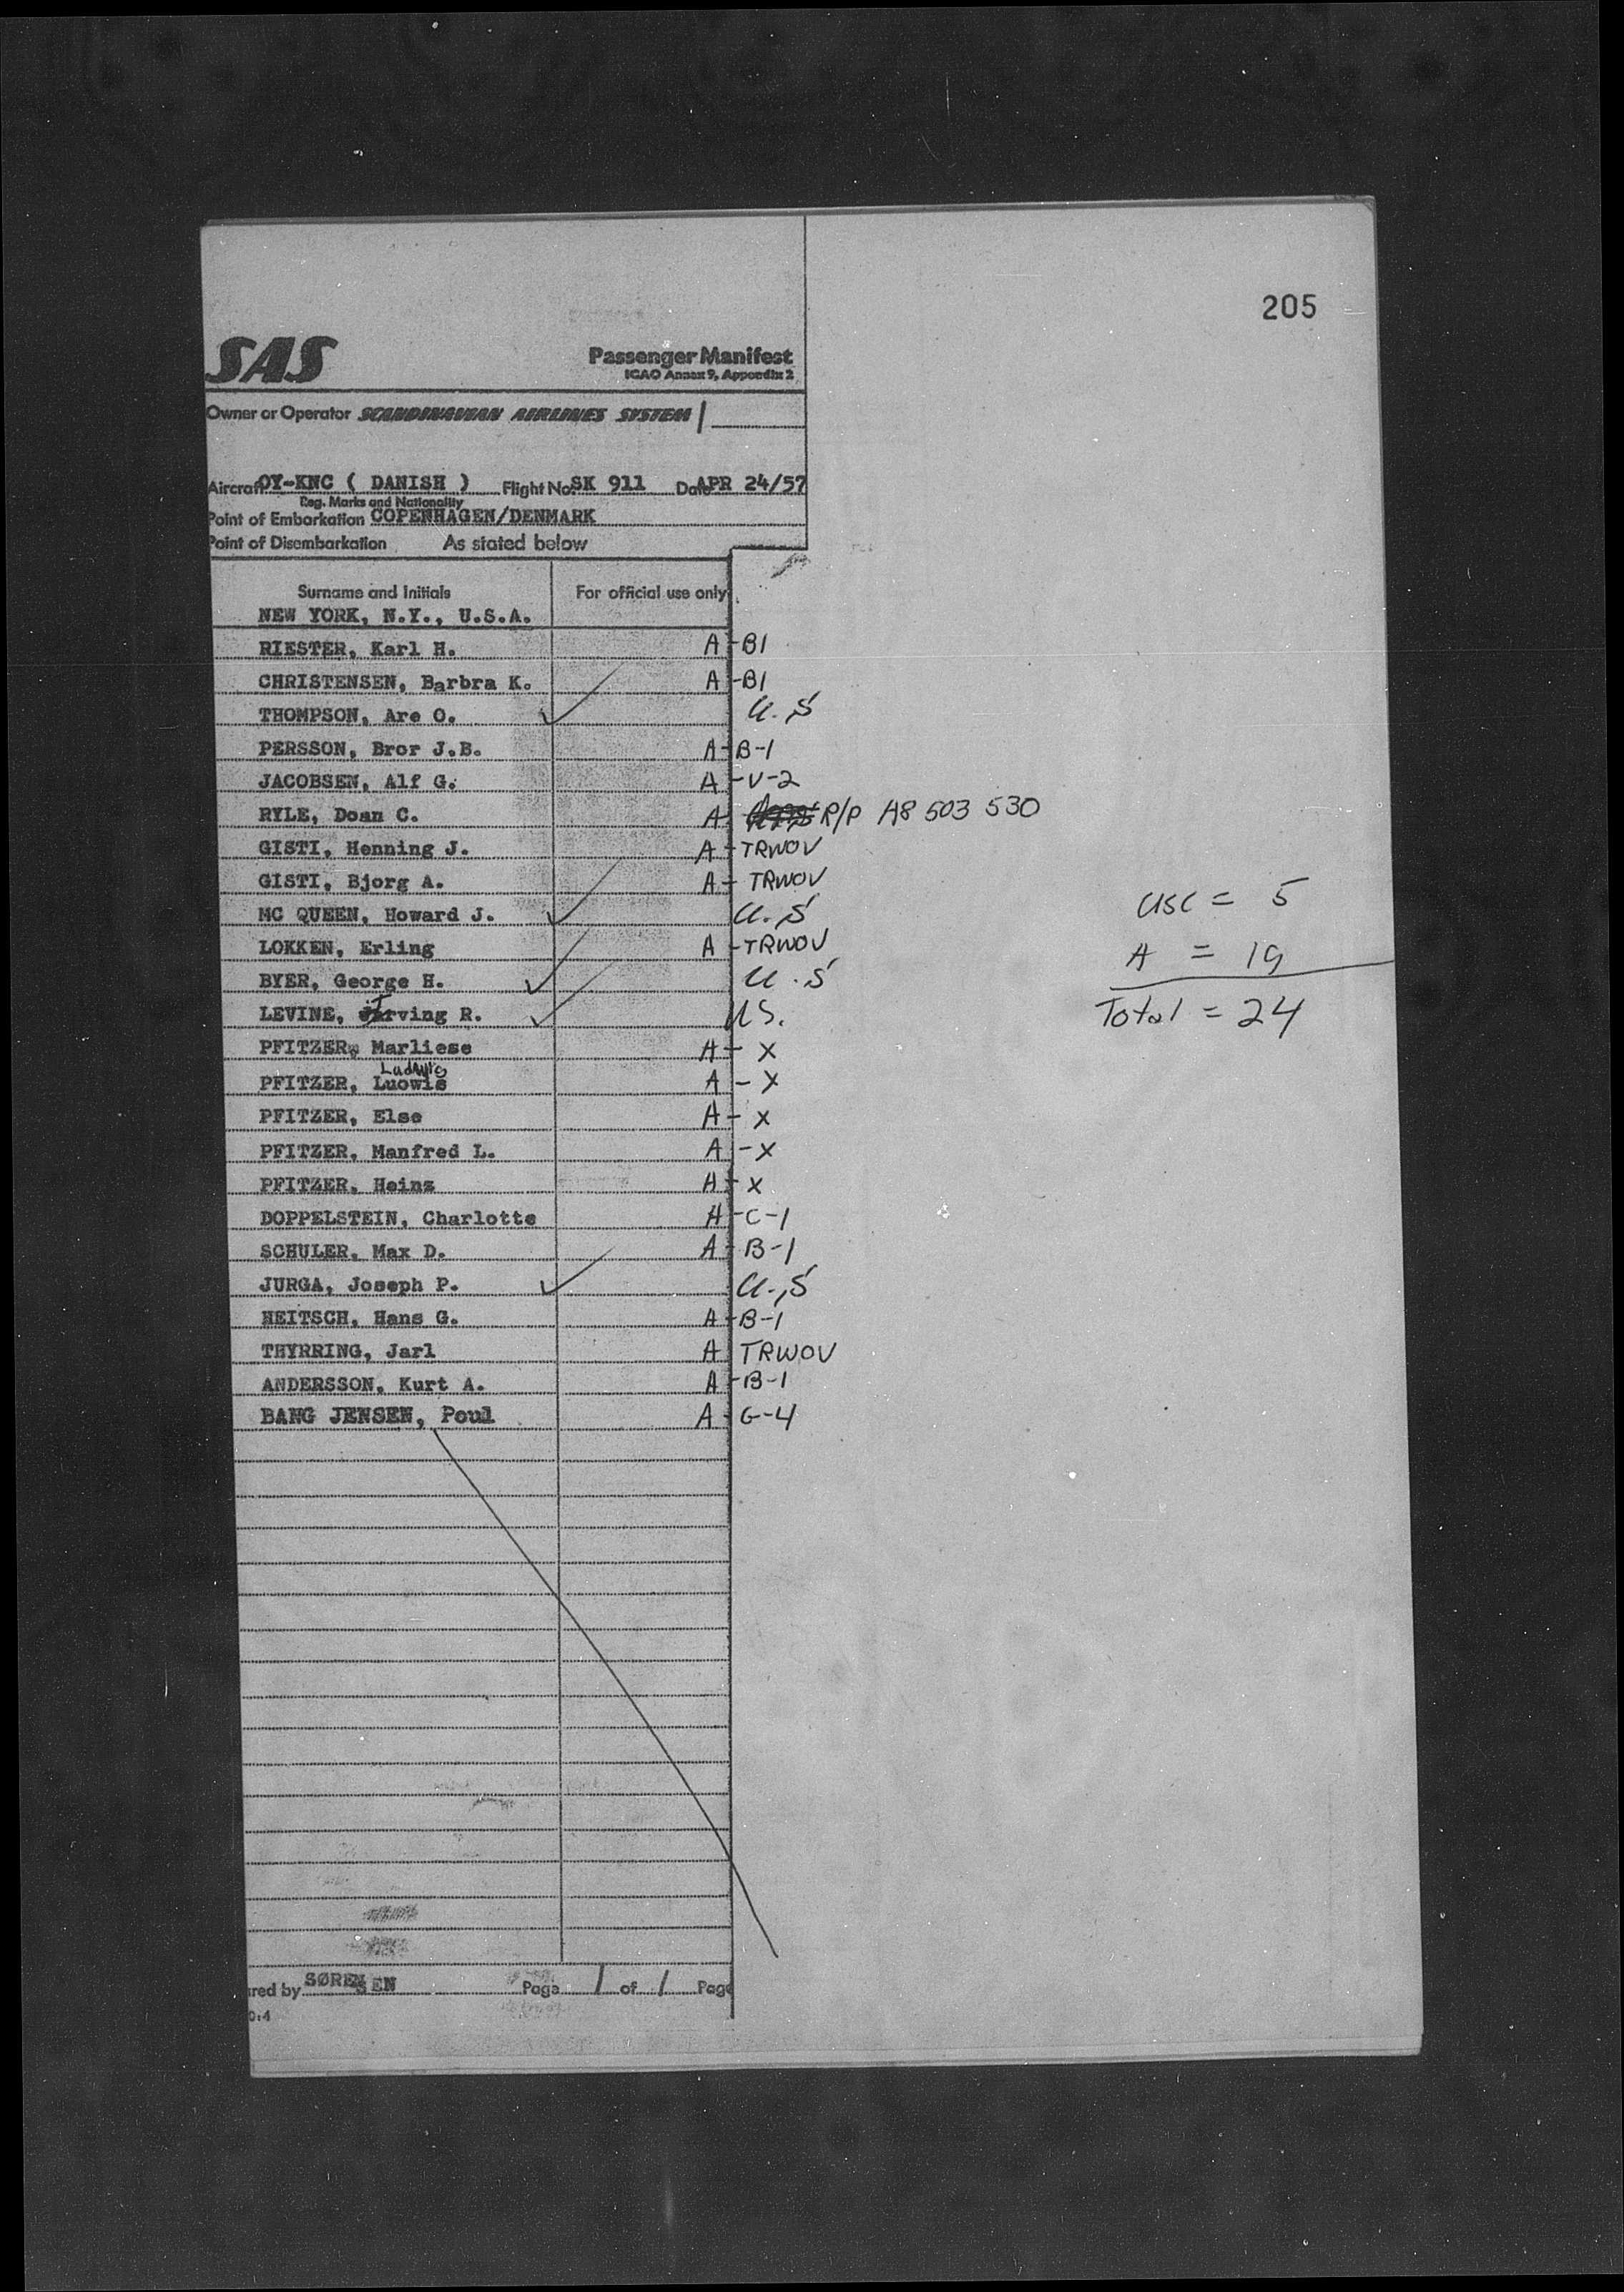 205
SAS
Passenger Manifest
ICAO Annex 9, Appendix 2
Owner or Operator SCANDINAVIAN AIRLINES SYSTEM
Aircraft OY-KNC ( DANISH ) Flight No. SK 911 Date APR 24/57
Reg. Marks and Nationality
Point of Embarkation COPENHAGEN/DENMARK
Point of Disembarkation As stated below
Surname and Initials For official use only
NEW YORK, N.Y., U.S.A.
RIESTER, Karl H. A - B1
CHRISTENSEN, Barbra K. A - B1
THOMPSON, Are O. U.S
PERSSON, Bror J.B. A - B-1
JACOBSEN, Alf G. A - V-2
RYLE, Doan C. A R/P A8 503 530
GISTI, Henning J. A - TRWOV
GISTI, Bjorg A. A - TRWOV
MC QUEEN, Howard J. U.S
LOKKEN, Erling A - TRWOV
BYER, George H. U.S
LEVINE, Irving R. US.
PFITZER, Marliese A - X
Ludwig
PFITZER, Luowis A - X
PFITZER, Else A - X
PFITZER, Manfred L. A - X
PFITZER, Heinz A - X
DOPPELSTEIN, Charlotte A - C-1
SCHULER, Max D. A - B-1
JURGA, Joseph P. U.S
HEITSCH, Hans G. A - B-1
THYRRING, Jarl A TRWOV
ANDERSSON, Kurt A. A - B-1
BANG JENSEN, Poul A - G-4
USC = 5
A = 19
Total = 24
ared by SØRENSEN Page 1 of 1 Page
0:4